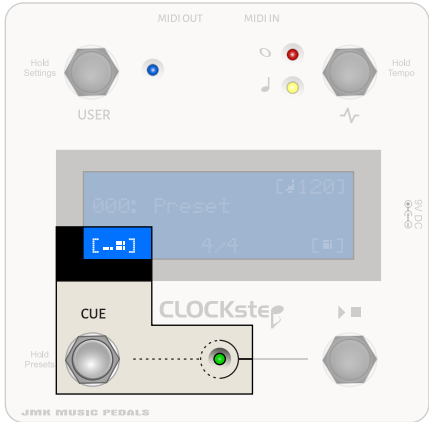 MIDI OUT MIDI IN
Hold
Settings
Hold
Tempo
USER
[♩120]
000: Preset
4/4
9V DC
CUE
CLOCKstep
Hold
Presets
JMK MUSIC PEDALS